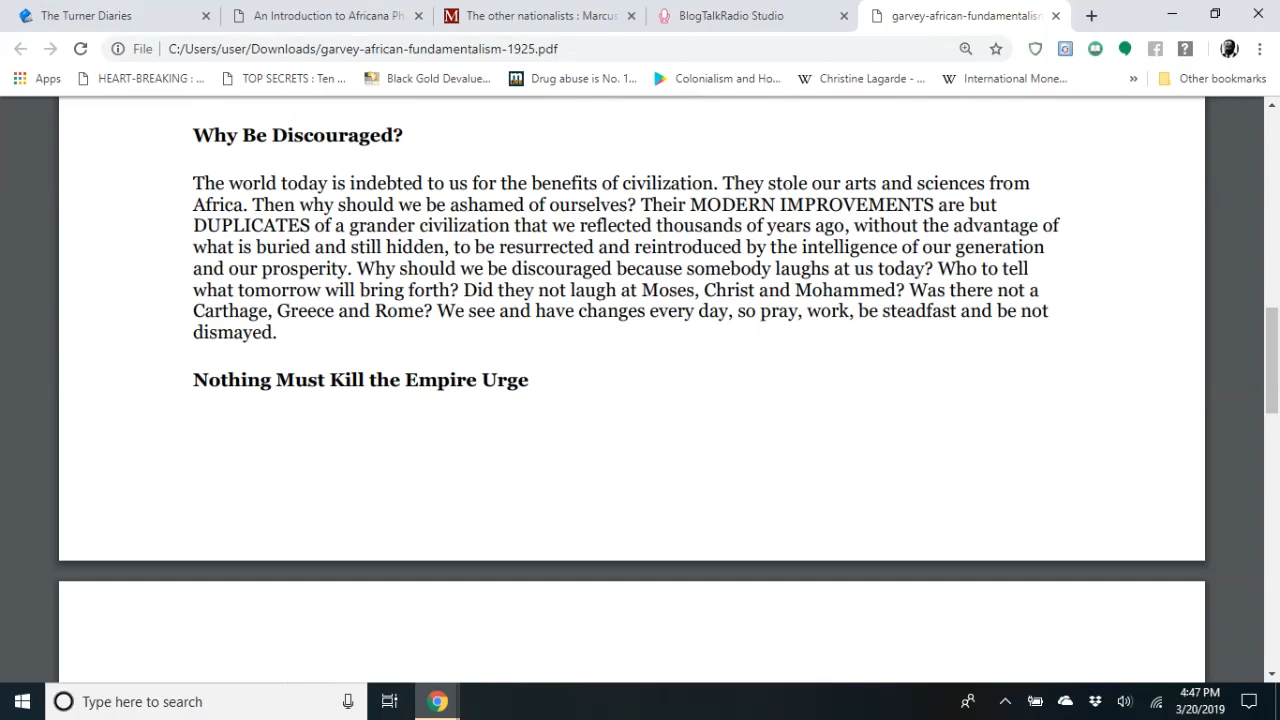 The Turner Diaries
An Introduction to Africana Ph
The other nationalists : Marcus
BlogTalkRadio Studio
garvey-african-fundamentalism
File
C:/Users/user/Downloads/garvey-african-fundamentalism-1925.pdf
Apps
HEART-BREAKING : ...
TOP SECRETS : Ten ...
Black Gold Devalue...
Drug abuse is No. 1...
Colonialism and Ho...
Christine Lagarde - ...
International Mone...
Other bookmarks
Why Be Discouraged?
The world today is indebted to us for the benefits of civilization. They stole our arts and sciences from
Africa. Then why should we be ashamed of ourselves? Their MODERN IMPROVEMENTS are but
DUPLICATES of a grander civilization that we reflected thousands of years ago, without the advantage of
what is buried and still hidden, to be resurrected and reintroduced by the intelligence of our generation
and our prosperity. Why should we be discouraged because somebody laughs at us today? Who to tell
what tomorrow will bring forth? Did they not laugh at Moses, Christ and Mohammed? Was there not a
Carthage, Greece and Rome? We see and have changes every day, so pray, work, be steadfast and be not
dismayed.
Nothing Must Kill the Empire Urge
Type here to search
4:47 PM
3/20/2019